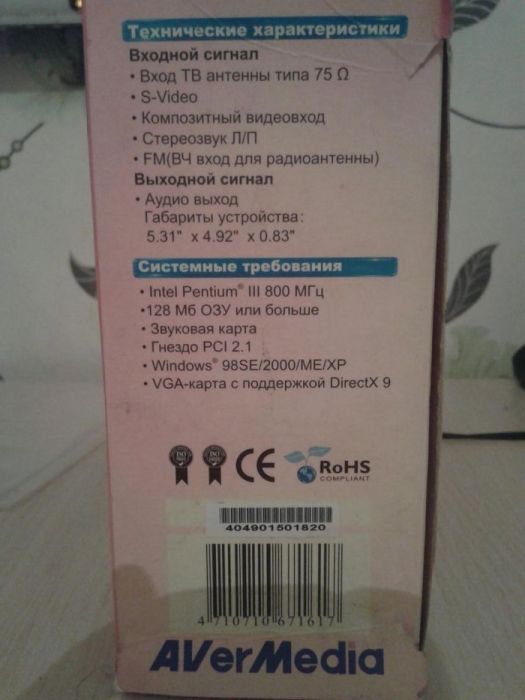 Технические характеристики
Входной сигнал
• Вход ТВ антенны типа 75 Ω
• S-Video
• Композитный видеовход
• Стереозвук Л/П
• FM(ВЧ вход для радиоантенны)
Выходной сигнал
• Аудио выход
Габариты устройства:
5.31" x 4.92" x 0.83"
Системные требования
• Intel Pentium® III 800 МГц
•128 Мб ОЗУ или больше
• Звуковая карта
• Гнездо PCI 2.1
• Windows® 98SE/2000/ME/XP
• VGA-карта с поддержкой DirectX 9
ISO ISO CE RoHS
COMPLIANT
404901501820
4 710710 671617
AVerMedia